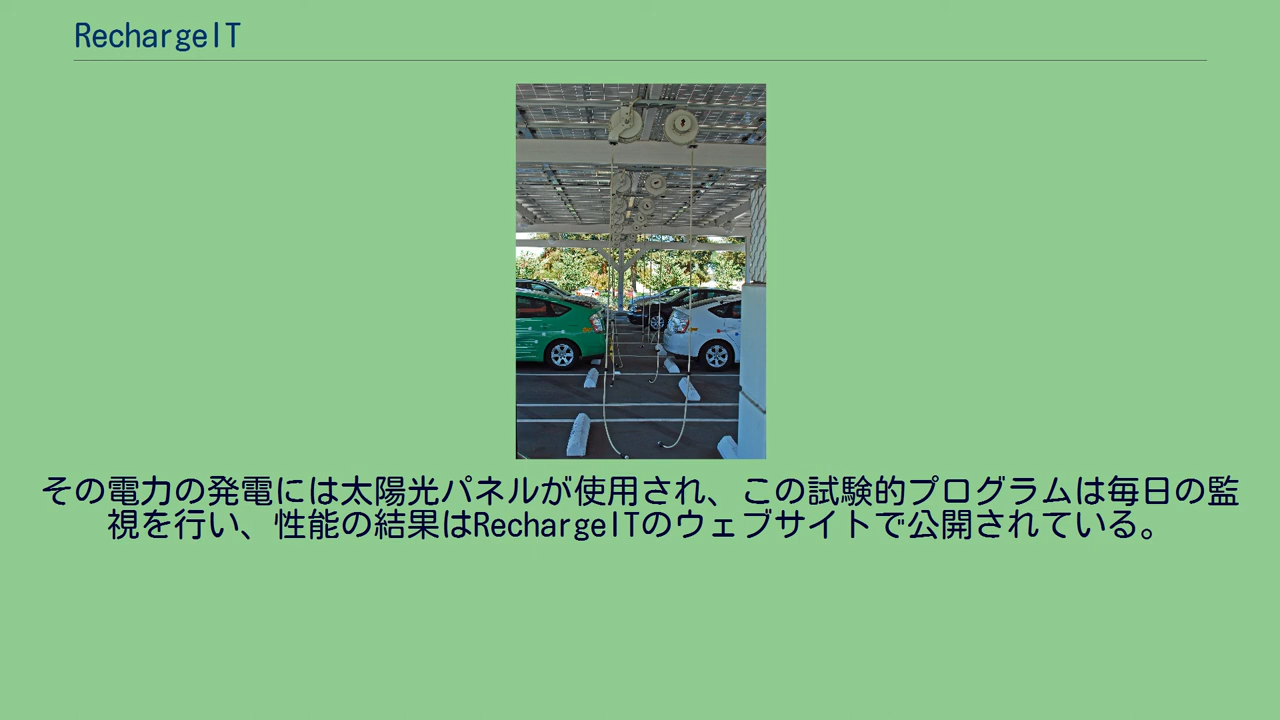 RechargeIT
その電力の発電には太陽光パネルが使用され、この試験的プログラムは毎日の監
視を行い、性能の結果はRechargeITのウェブサイトで公開されている。